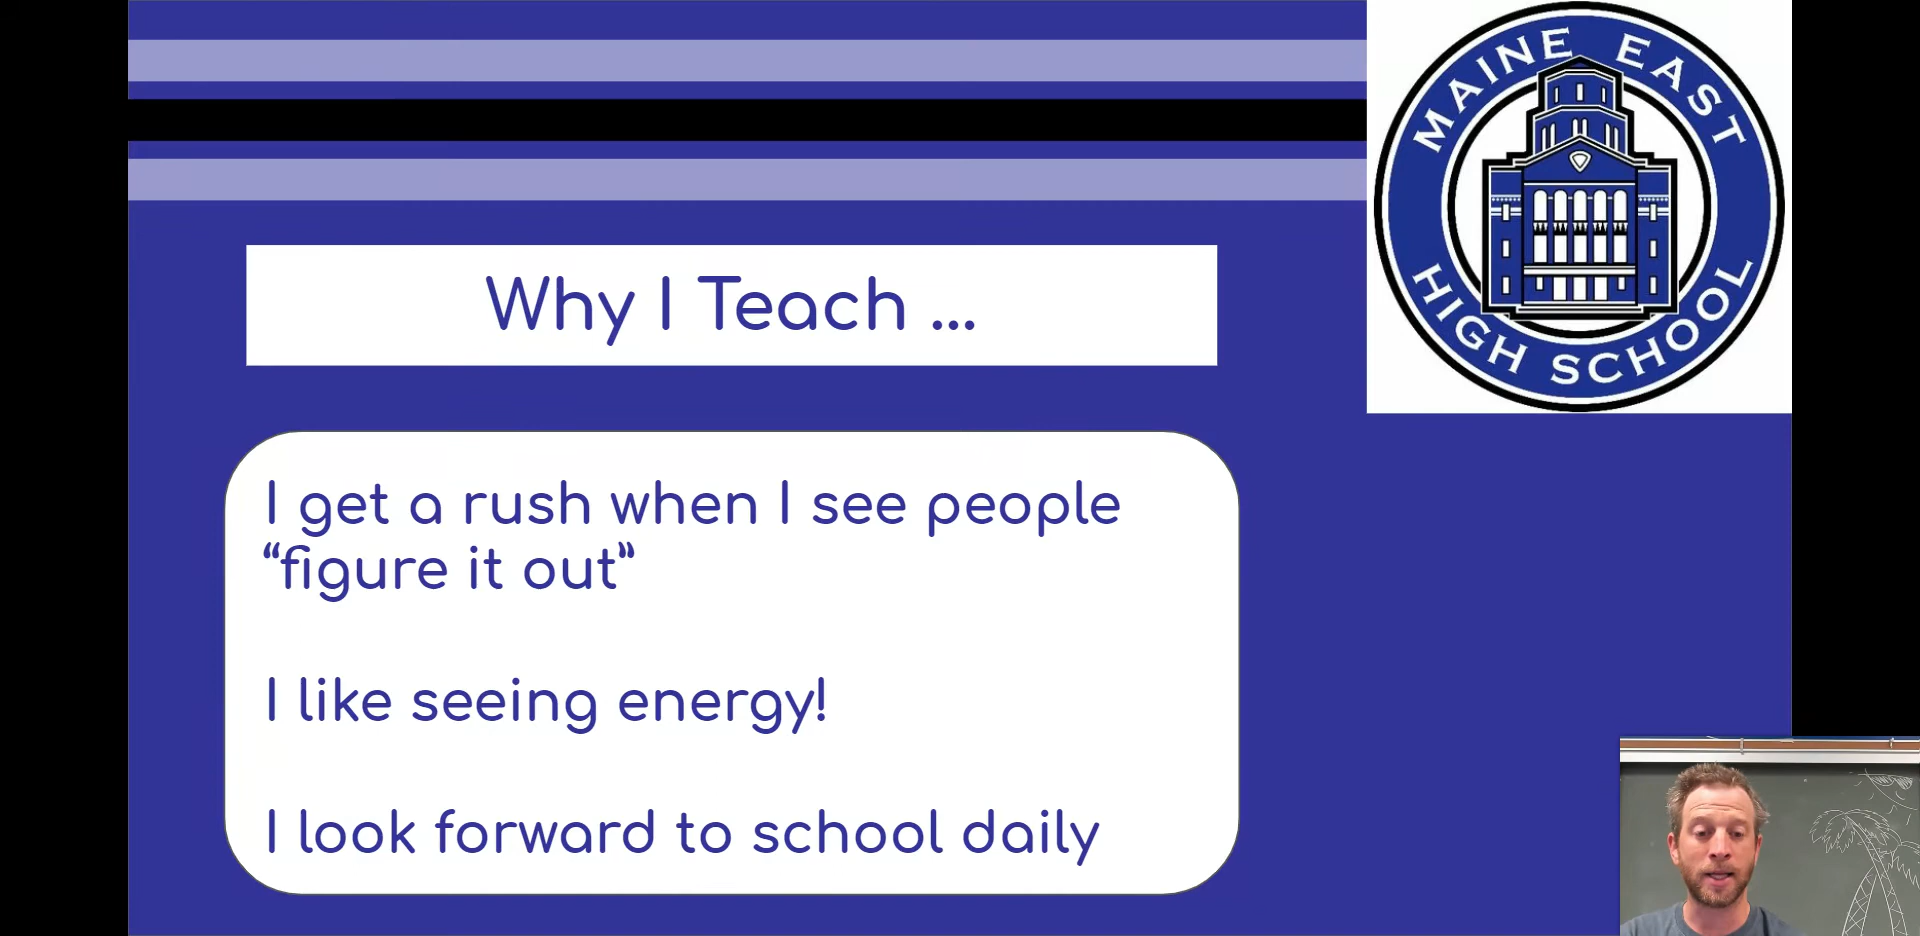 MAINE EAST
HIGH SCHOOL
Why I Teach ...
I get a rush when I see people
“figure it out”
I like seeing energy!
I look forward to school daily